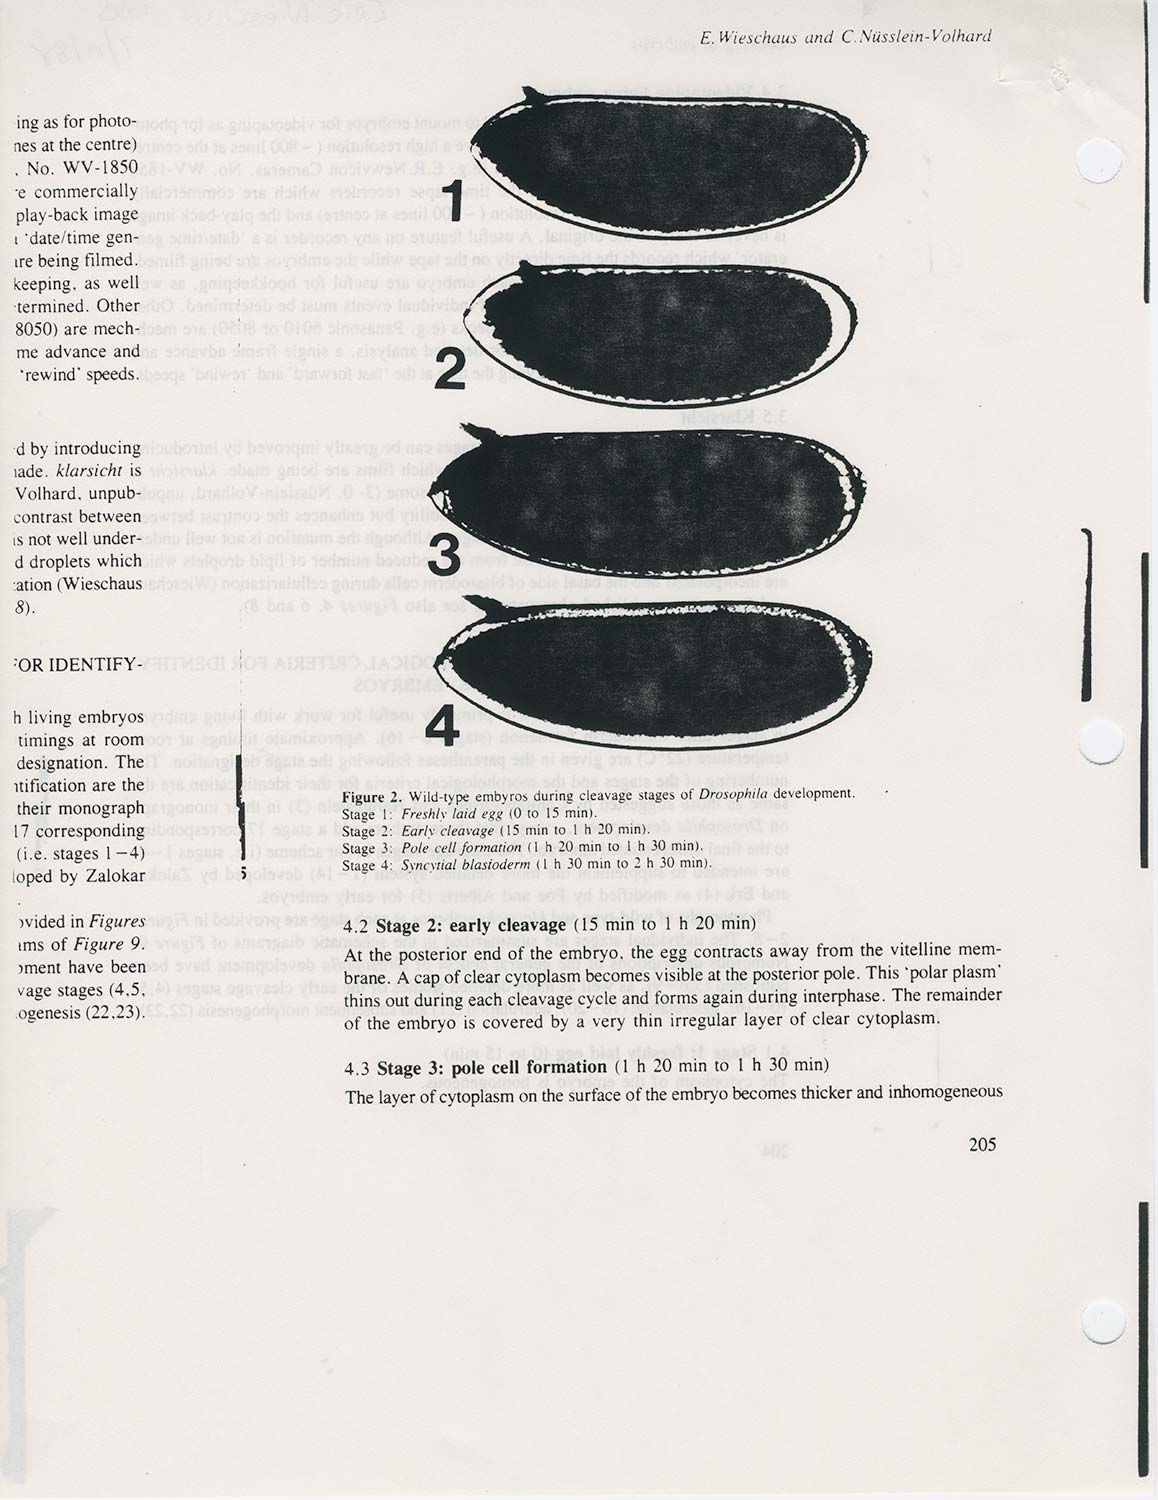 E. Wieschaus and C. Nüsslein-Volhard
ing as for photo-
nes at the centre)
. No. WV-1850
e commercially
play-back image
'date/time gen-
are being filmed.
keeping, as well
termined. Other
8050) are mech-
me advance and
'rewind' speeds.
d by introducing
made. klarsicht is
Volhard, unpub-
contrast between
is not well under-
d droplets which
ation (Wieschaus
8).
FOR IDENTIFY-
h living embryos
timings at room
designation. The
ntification are the
their monograph
17 corresponding
(i.e. stages 1–4)
loped by Zalokar
ovided in Figures
ams of Figure 9.
opment have been
vage stages (4,5,
ogenesis (22,23).
1
2
3
4
Figure 2. Wild-type embyros during cleavage stages of Drosophila development.
Stage 1: Freshly laid egg (0 to 15 min).
Stage 2: Early cleavage (15 min to 1 h 20 min).
Stage 3: Pole cell formation (1 h 20 min to 1 h 30 min).
Stage 4: Syncytial blastoderm (1 h 30 min to 2 h 30 min).
4.2 Stage 2: early cleavage (15 min to 1 h 20 min)
At the posterior end of the embryo, the egg contracts away from the vitelline mem-
brane. A cap of clear cytoplasm becomes visible at the posterior pole. This 'polar plasm'
thins out during each cleavage cycle and forms again during interphase. The remainder
of the embryo is covered by a very thin irregular layer of clear cytoplasm.
4.3 Stage 3: pole cell formation (1 h 20 min to 1 h 30 min)
The layer of cytoplasm on the surface of the embryo becomes thicker and inhomogeneous
205